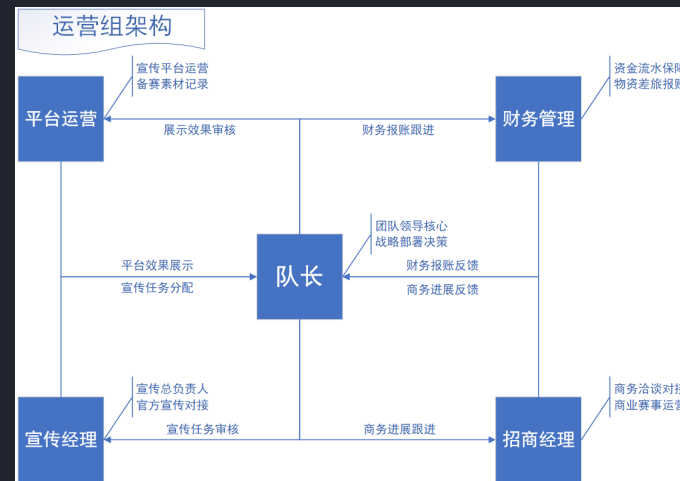 运营组架构
宣传平台运营
备赛素材记录
资金流水保障
物资差旅报账
平台运营
财务管理
展示效果审核
财务报账跟进
团队领导核心
战略部署决策
队长
平台效果展示
宣传任务分配
财务报账反馈
商务进展反馈
宣传总负责人
官方宣传对接
商务洽谈对接
商业赛事运营
宣传经理
招商经理
宣传任务审核
商务进展跟进